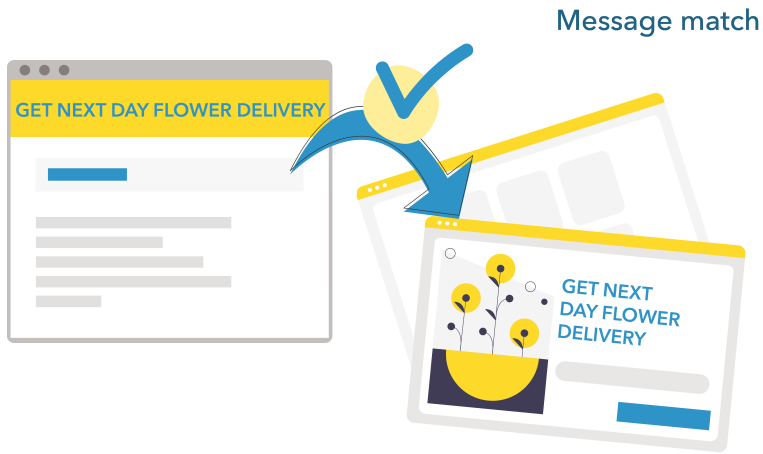 Message match
GET NEXT DAY FLOWER DELIVERY
GET NEXT
DAY FLOWER
DELIVERY